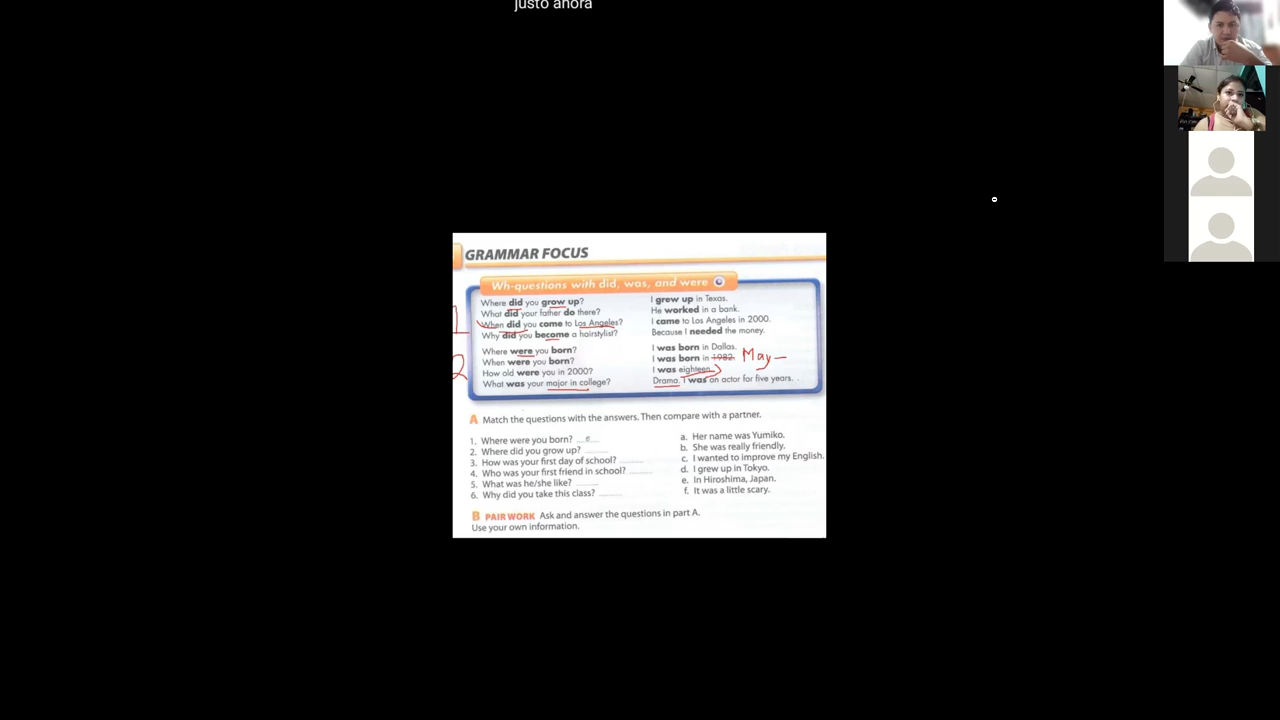 justo ahora
GRAMMAR FOCUS
Wh-questions with did, was, and were
Where did you grow up? I grew up in Texas.
What did your father do there? He worked in a bank.
When did you come to Los Angeles? I came to Los Angeles in 2000.
Why did you become a hairstylist? Because I needed the money.
1
Where were you born? I was born in Dallas.
When were you born? I was born in 1982. May
How old were you in 2000? I was eighteen.
What was your major in college? Drama. I was an actor for five years.
2
A Match the questions with the answers. Then compare with a partner.
1. Where were you born? e
2. Where did you grow up?
3. How was your first day of school?
4. Who was your first friend in school?
5. What was he/she like?
6. Why did you take this class?
a. Her name was Yumiko.
b. She was really friendly.
c. I wanted to improve my English.
d. I grew up in Tokyo.
e. In Hiroshima, Japan.
f. It was a little scary.
B PAIR WORK Ask and answer the questions in part A.
Use your own information.